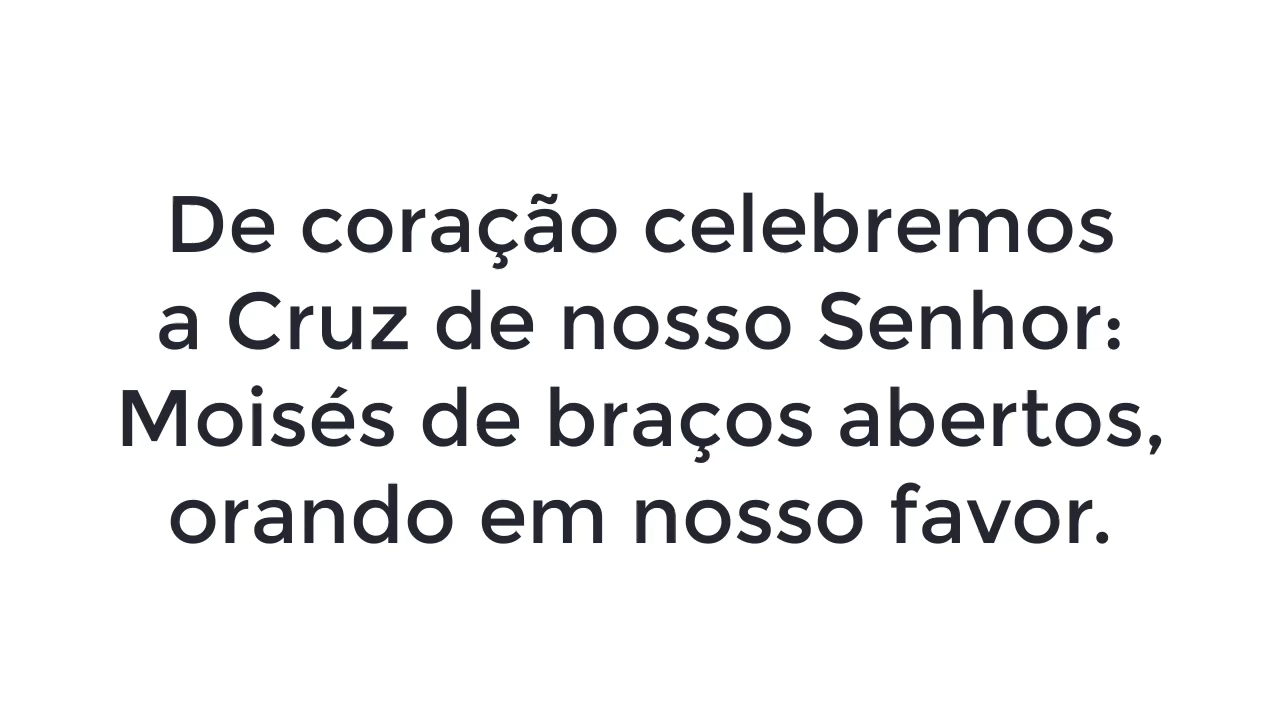 De coração celebremos
a Cruz de nosso Senhor:
Moisés de braços abertos,
orando em nosso favor.